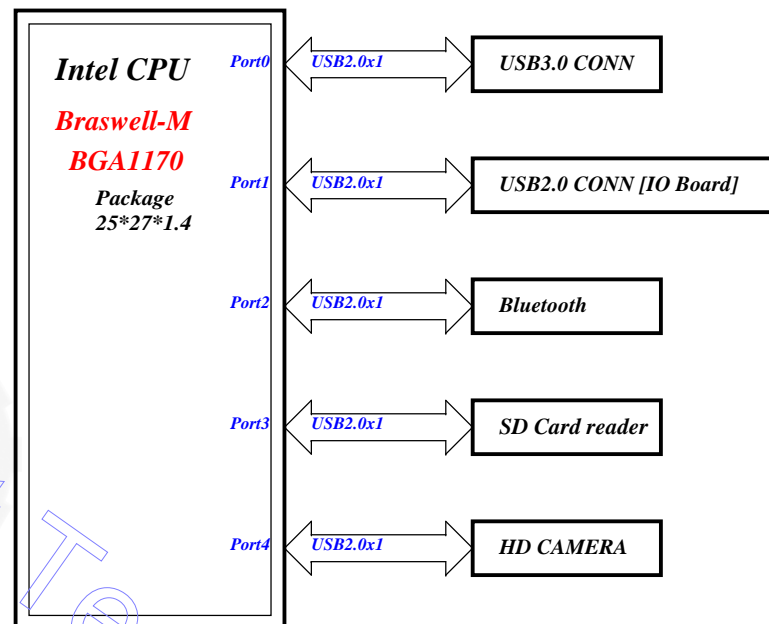 Intel CPU
Braswell-M
BGA1170
Package
25*27*1.4
Port0 USB2.0x1 USB3.0 CONN
Port1 USB2.0x1 USB2.0 CONN [IO Board]
Port2 USB2.0x1 Bluetooth
Port3 USB2.0x1 SD Card reader
Port4 USB2.0x1 HD CAMERA
Te